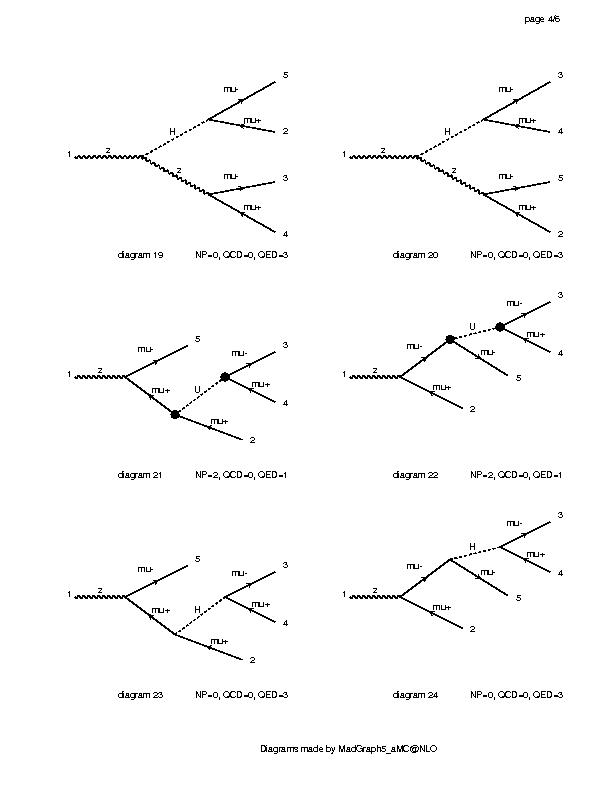 page 4/6
5
mu-
H
mu+
2
1
z
z
mu-
3
mu+
4
diagram 19 NP=0, QCD=0, QED=3
3
mu-
H
mu+
4
1
z
z
mu-
5
mu+
2
diagram 20 NP=0, QCD=0, QED=3
5
mu-
3
mu-
1
z
U
mu+
mu+
4
mu+
2
diagram 21 NP=2, QCD=0, QED=1
3
mu-
U
mu+
mu-
4
mu-
1
z
5
mu+
2
diagram 22 NP=2, QCD=0, QED=1
5
mu-
3
mu-
1
z
H
mu+
mu+
4
mu+
2
diagram 23 NP=0, QCD=0, QED=3
3
mu-
H
mu+
mu-
4
mu-
1
z
5
mu+
2
diagram 24 NP=0, QCD=0, QED=3
Diagrams made by MadGraph5_aMC@NLO